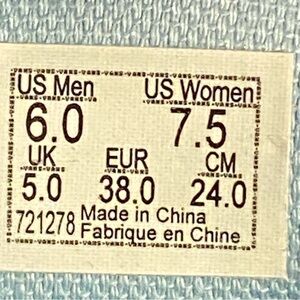 US Men US Women
6.0 7.5
UK EUR CM
5.0 38.0 24.0
721278 Made in China
Fabrique en Chine